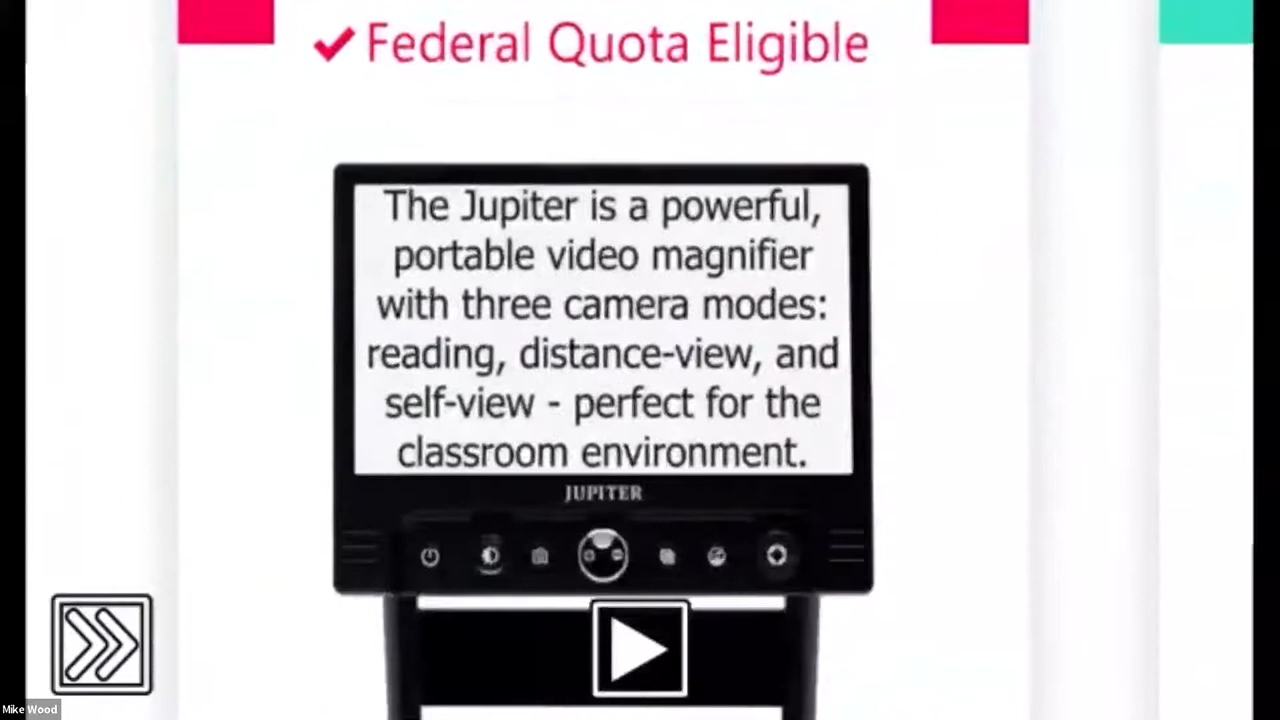 Federal Quota Eligible
The Jupiter is a powerful,
portable video magnifier
with three camera modes:
reading, distance-view, and
self-view - perfect for the
classroom environment.
JUPITER
Mike Wood